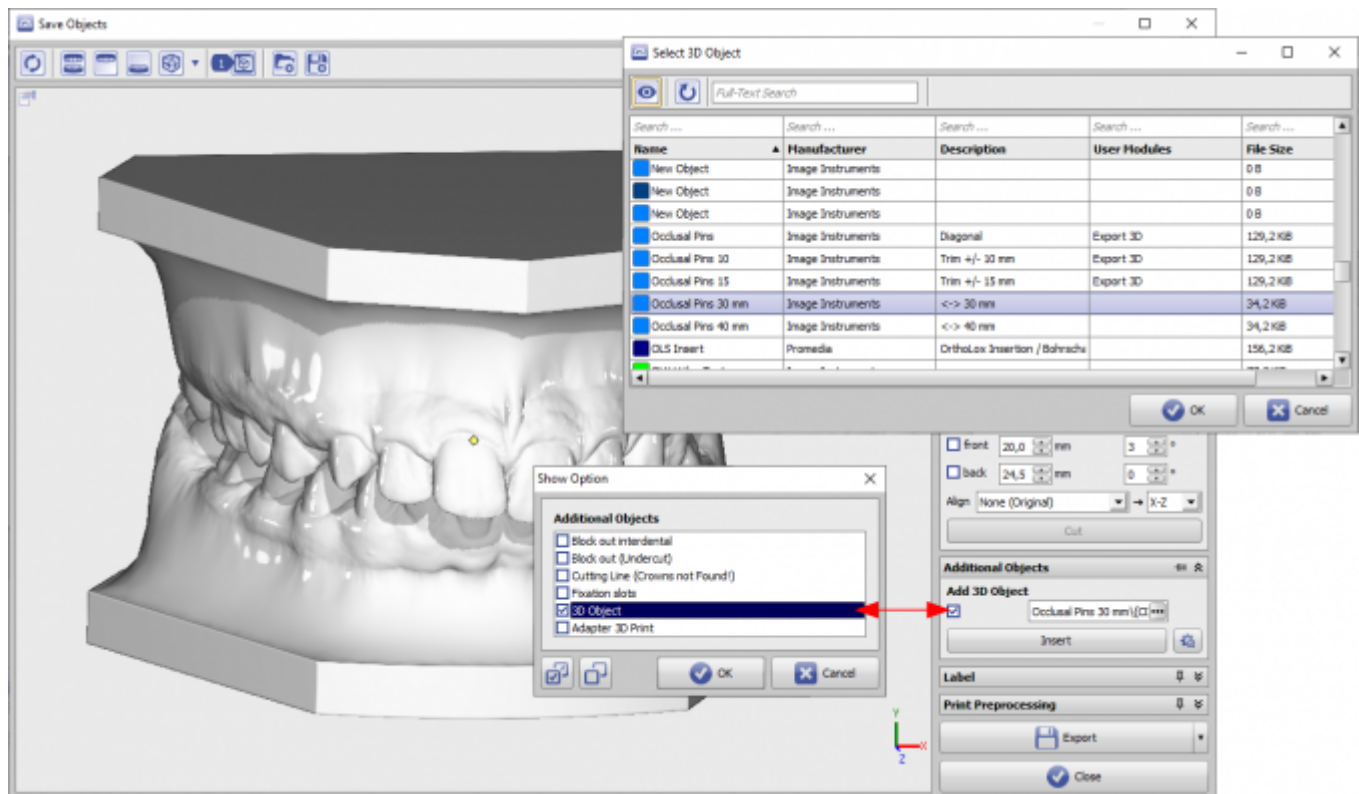 Save Objects
Select 3D Object
Full-Text Search
Search ... Search ... Search ... Search ... Search ...
Name Manufacturer Description User Modules File Size
New Object Image Instruments 0 B
New Object Image Instruments 0 B
New Object Image Instruments 0 B
Occlusal Pins Image Instruments Diagonal Export 3D 129,2 KiB
Occlusal Pins 10 Image Instruments Trim +/- 10 mm Export 3D 129,2 KiB
Occlusal Pins 15 Image Instruments Trim +/- 15 mm Export 3D 129,2 KiB
Occlusal Pins 30 mm Image Instruments <-> 30 mm 34,2 KiB
Occlusal Pins 40 mm Image Instruments <-> 40 mm 34,2 KiB
OLS Insert Promedia OrthoLox Insertion / Bohrscha 156,2 KiB
OK Cancel
front 20,0 mm 3 °
back 24,5 mm 0 °
Align None (Original) → X-Z
Cut
Show Option
Additional Objects
Block out interdental
Block out (Undercut)
Cutting Line (Crowns not Found!)
Fixation slots
3D Object
Adapter 3D Print
OK Cancel
Additional Objects
Add 3D Object
Occlusal Pins 30 mm ...
Insert
Label
Print Preprocessing
Export
Close
Y
X
Z
1